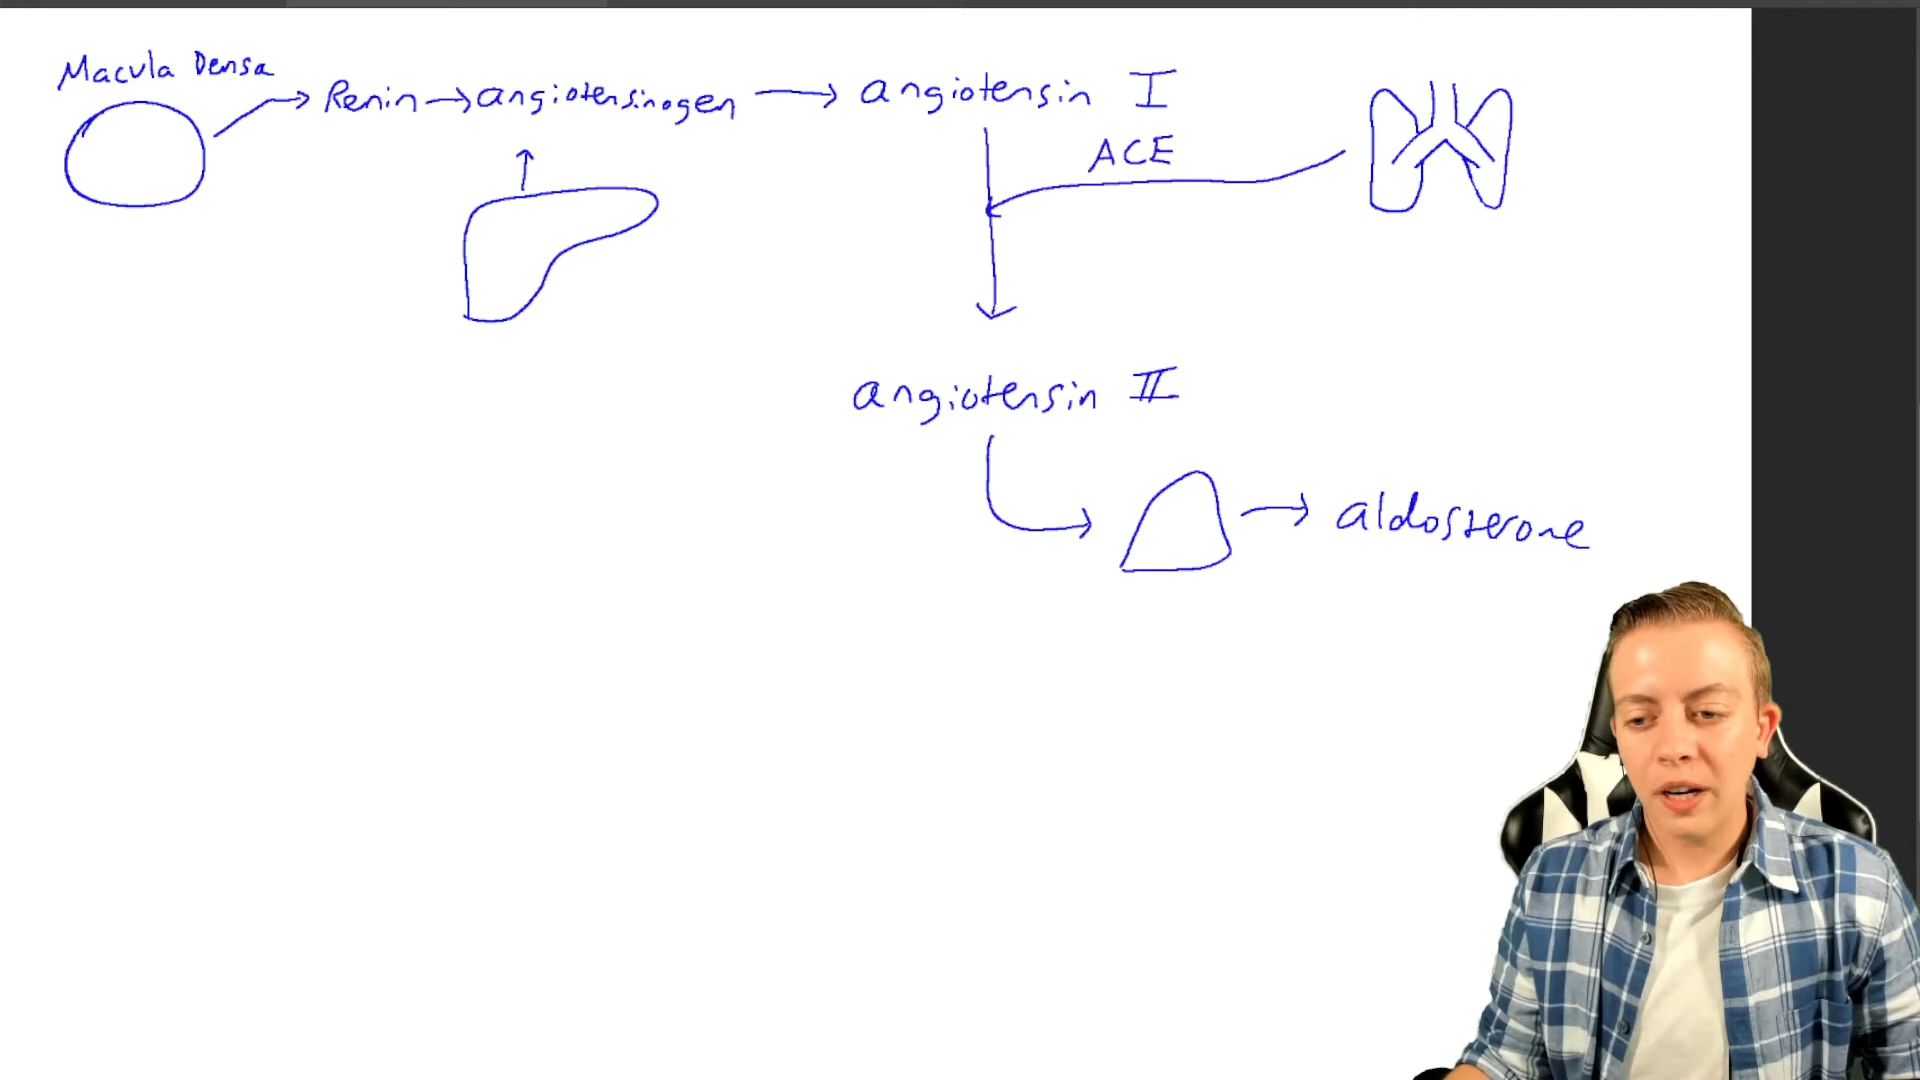 Macula Densa
Renin → angiotensinogen → angiotensin I
ACE
angiotensin II
aldosterone